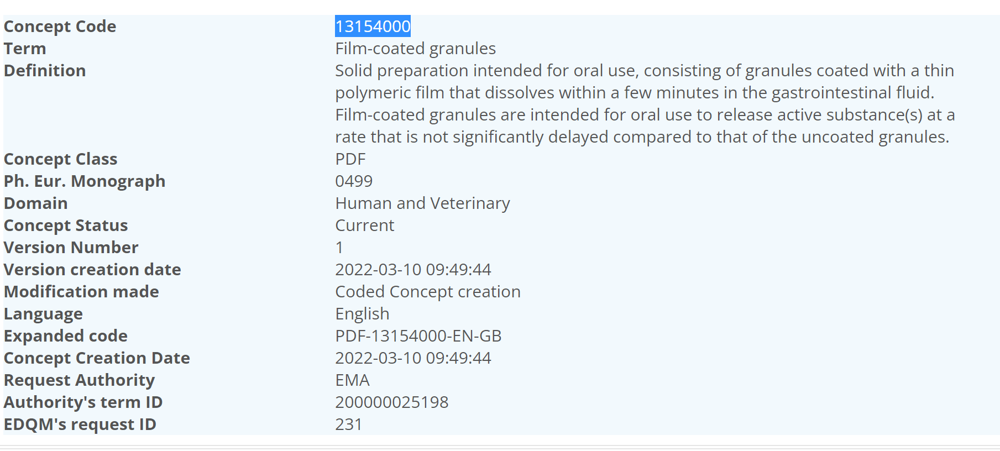 Concept Code 13154000
Term Film-coated granules
Definition Solid preparation intended for oral use, consisting of granules coated with a thin
polymeric film that dissolves within a few minutes in the gastrointestinal fluid.
Film-coated granules are intended for oral use to release active substance(s) at a
rate that is not significantly delayed compared to that of the uncoated granules.
Concept Class PDF
Ph. Eur. Monograph 0499
Domain Human and Veterinary
Concept Status Current
Version Number 1
Version creation date 2022-03-10 09:49:44
Modification made Coded Concept creation
Language English
Expanded code PDF-13154000-EN-GB
Concept Creation Date 2022-03-10 09:49:44
Request Authority EMA
Authority's term ID 200000025198
EDQM's request ID 231